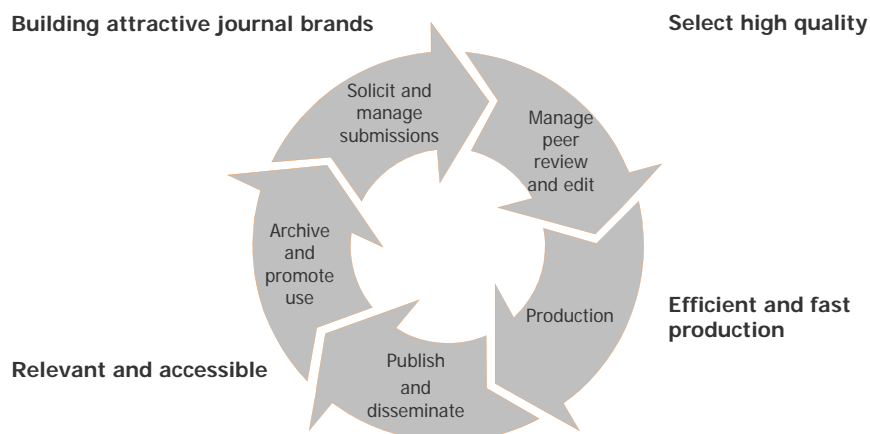 Building attractive journal brands
Select high quality
Solicit and
manage
submissions
Manage
peer
review
and edit
Archive
and
promote
use
Production
Efficient and fast
production
Publish
and
disseminate
Relevant and accessible